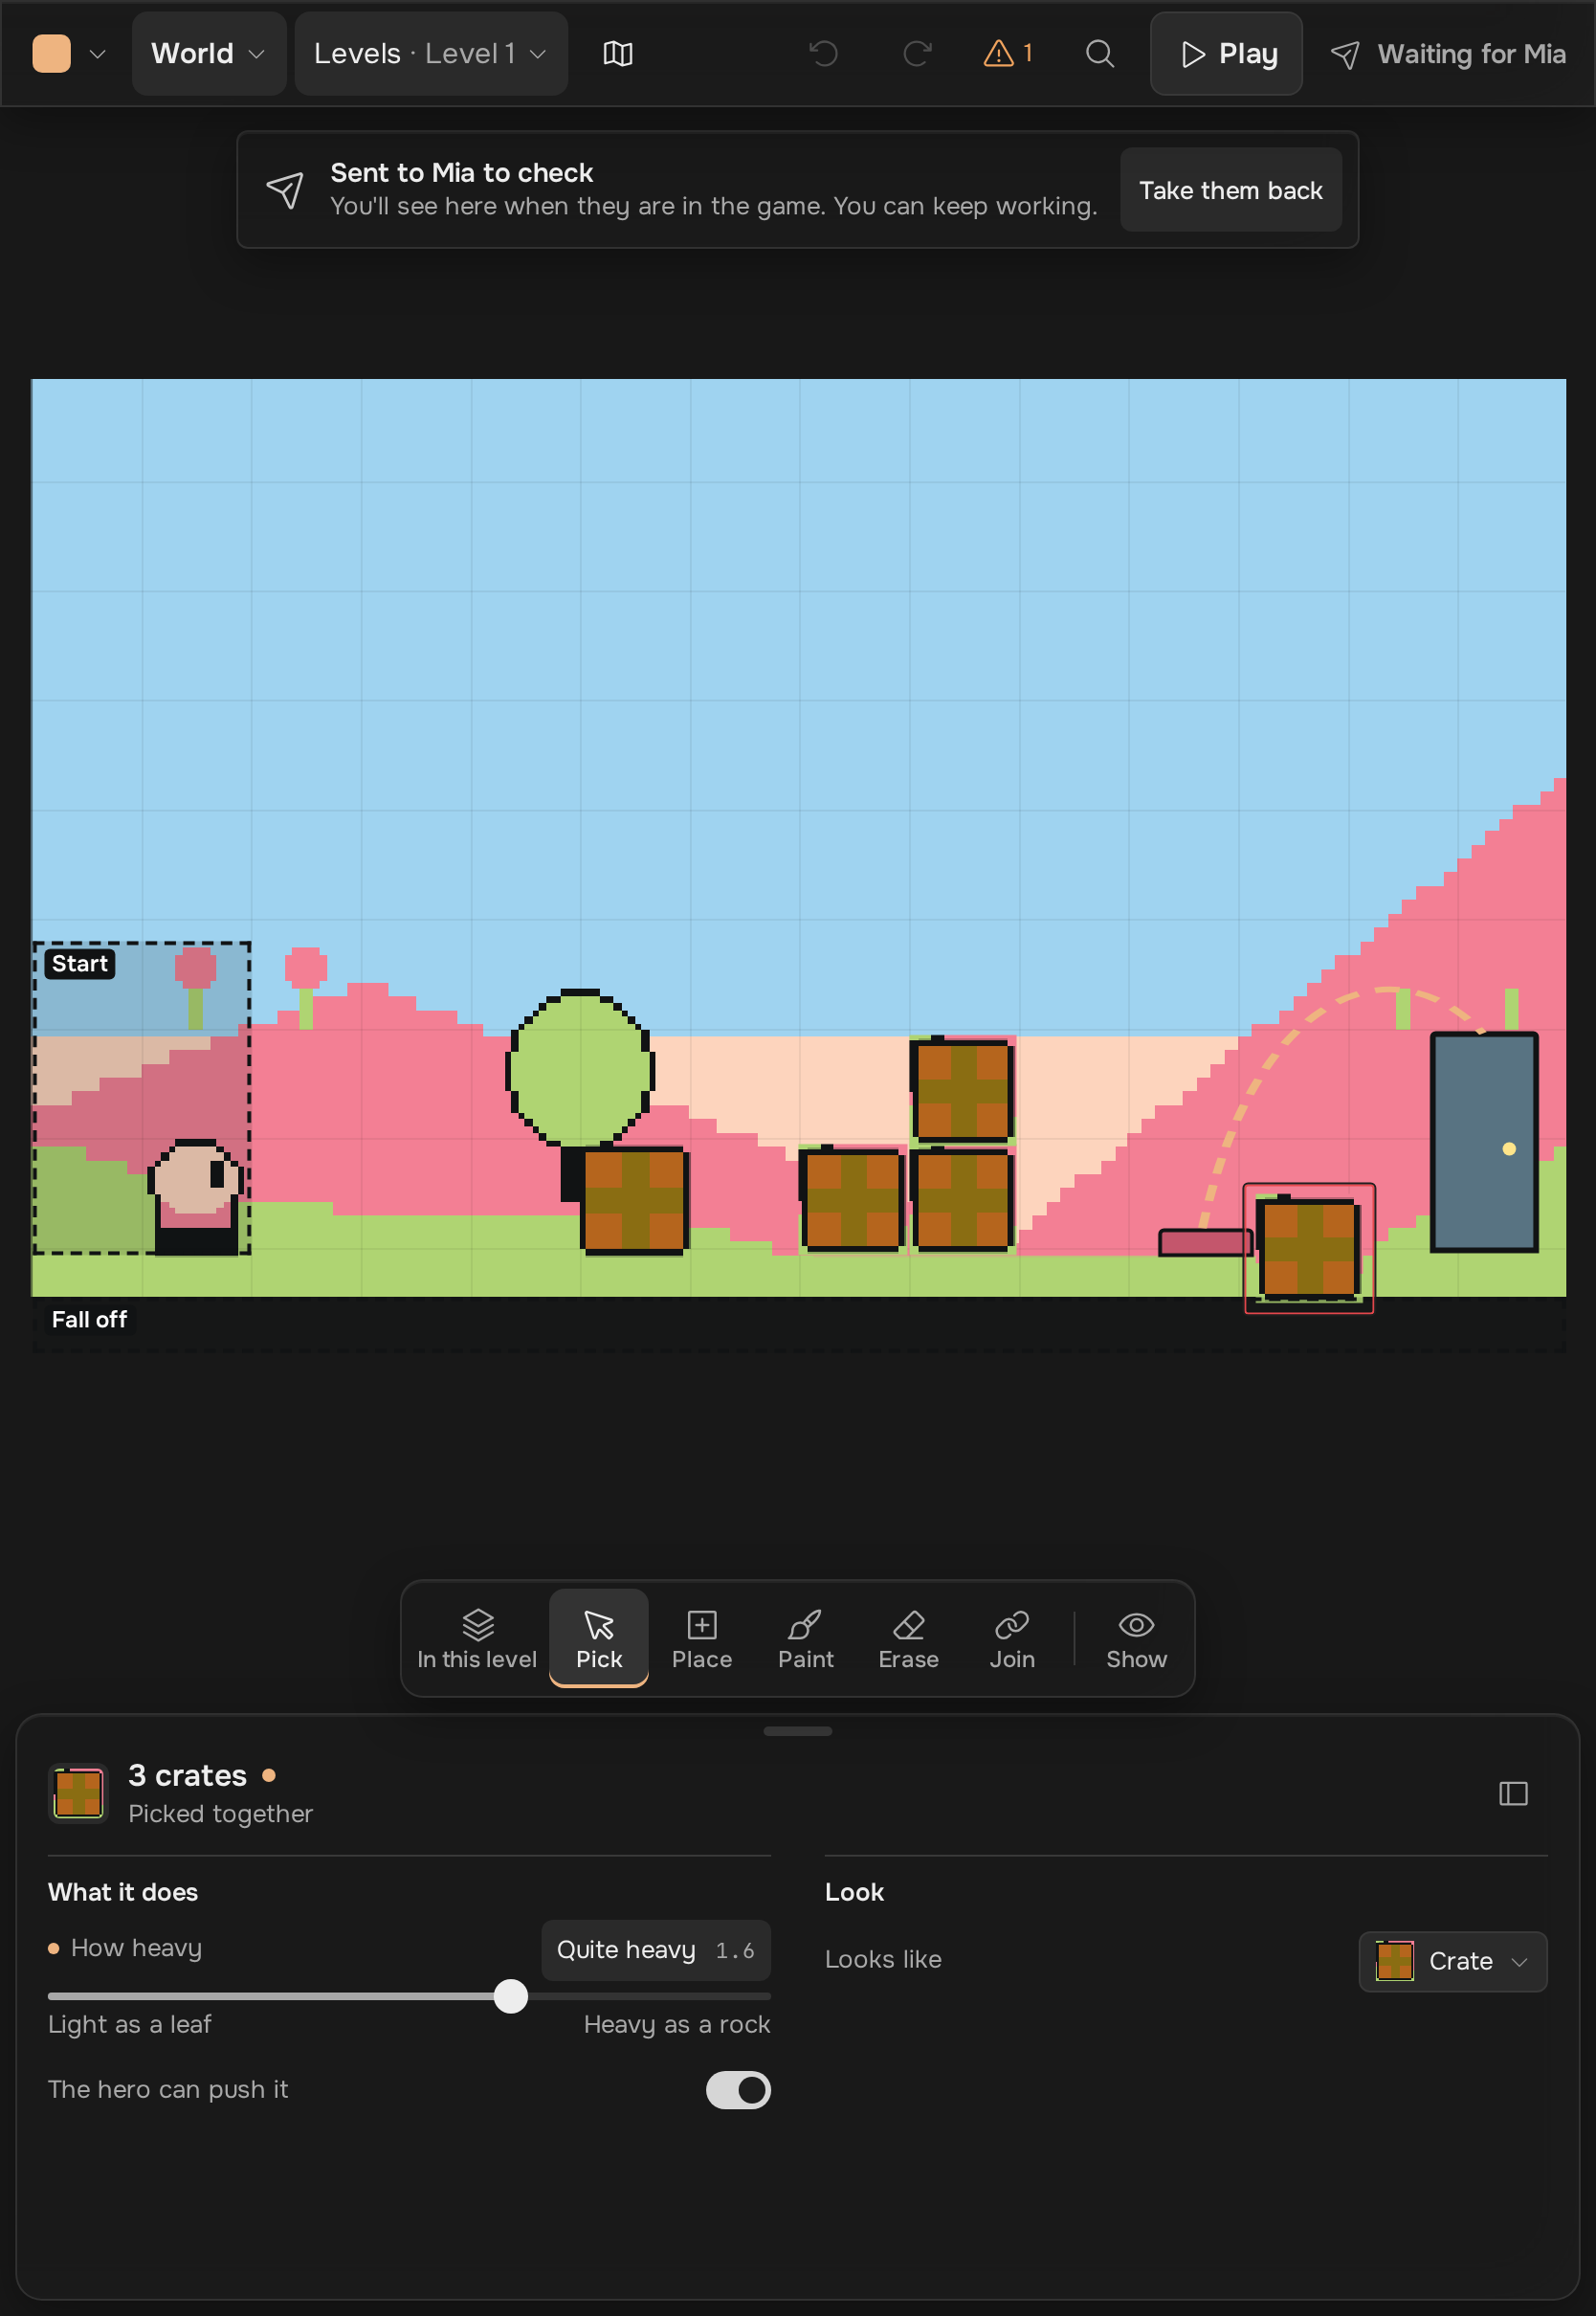 World
Levels · Level 1
1
Play
Waiting for Mia
Sent to Mia to check
You'll see here when they are in the game. You can keep working.
Take them back
Start
Fall off
In this level
Pick
Place
Paint
Erase
Join
Show
3 crates
Picked together
What it does
How heavy
Quite heavy 1.6
Light as a leaf
Heavy as a rock
The hero can push it
Look
Looks like
Crate